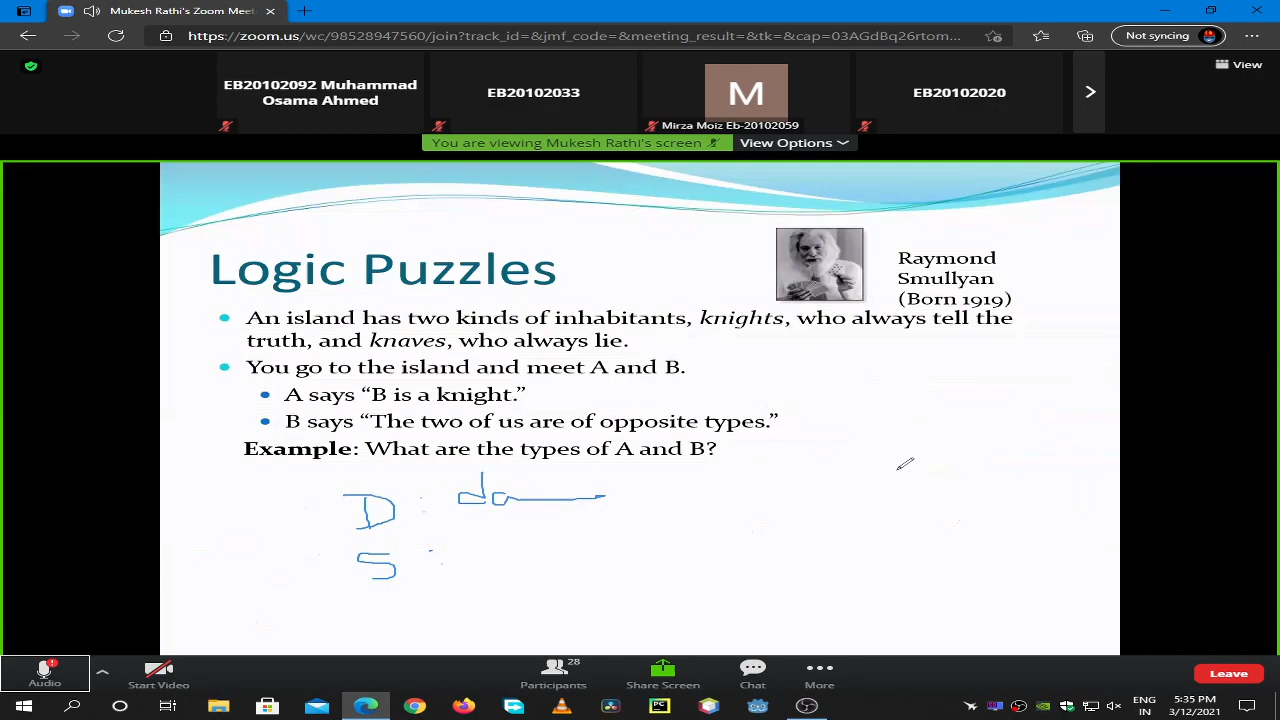 Mukesh Rathi's Zoom Meet
https://zoom.us/wc/98528947560/join?track_id=&jmf_code=&meeting_result=&tk=&cap=03AGdBq26rtom...
Not syncing
EB20102092 Muhammad
Osama Ahmed
EB20102033
M
Mirza Moiz Eb-20102059
EB20102020
View
You are viewing Mukesh Rathi's screen
View Options
Logic Puzzles
Raymond
Smullyan
(Born 1919)
An island has two kinds of inhabitants, knights, who always tell the
truth, and knaves, who always lie.
You go to the island and meet A and B.
A says “B is a knight.”
B says “The two of us are of opposite types.”
Example: What are the types of A and B?
D : da
S :
Audio
Start Video
Participants
28
Share Screen
Chat
More
Leave
PC
ENG
IN
5:35 PM
3/12/2021